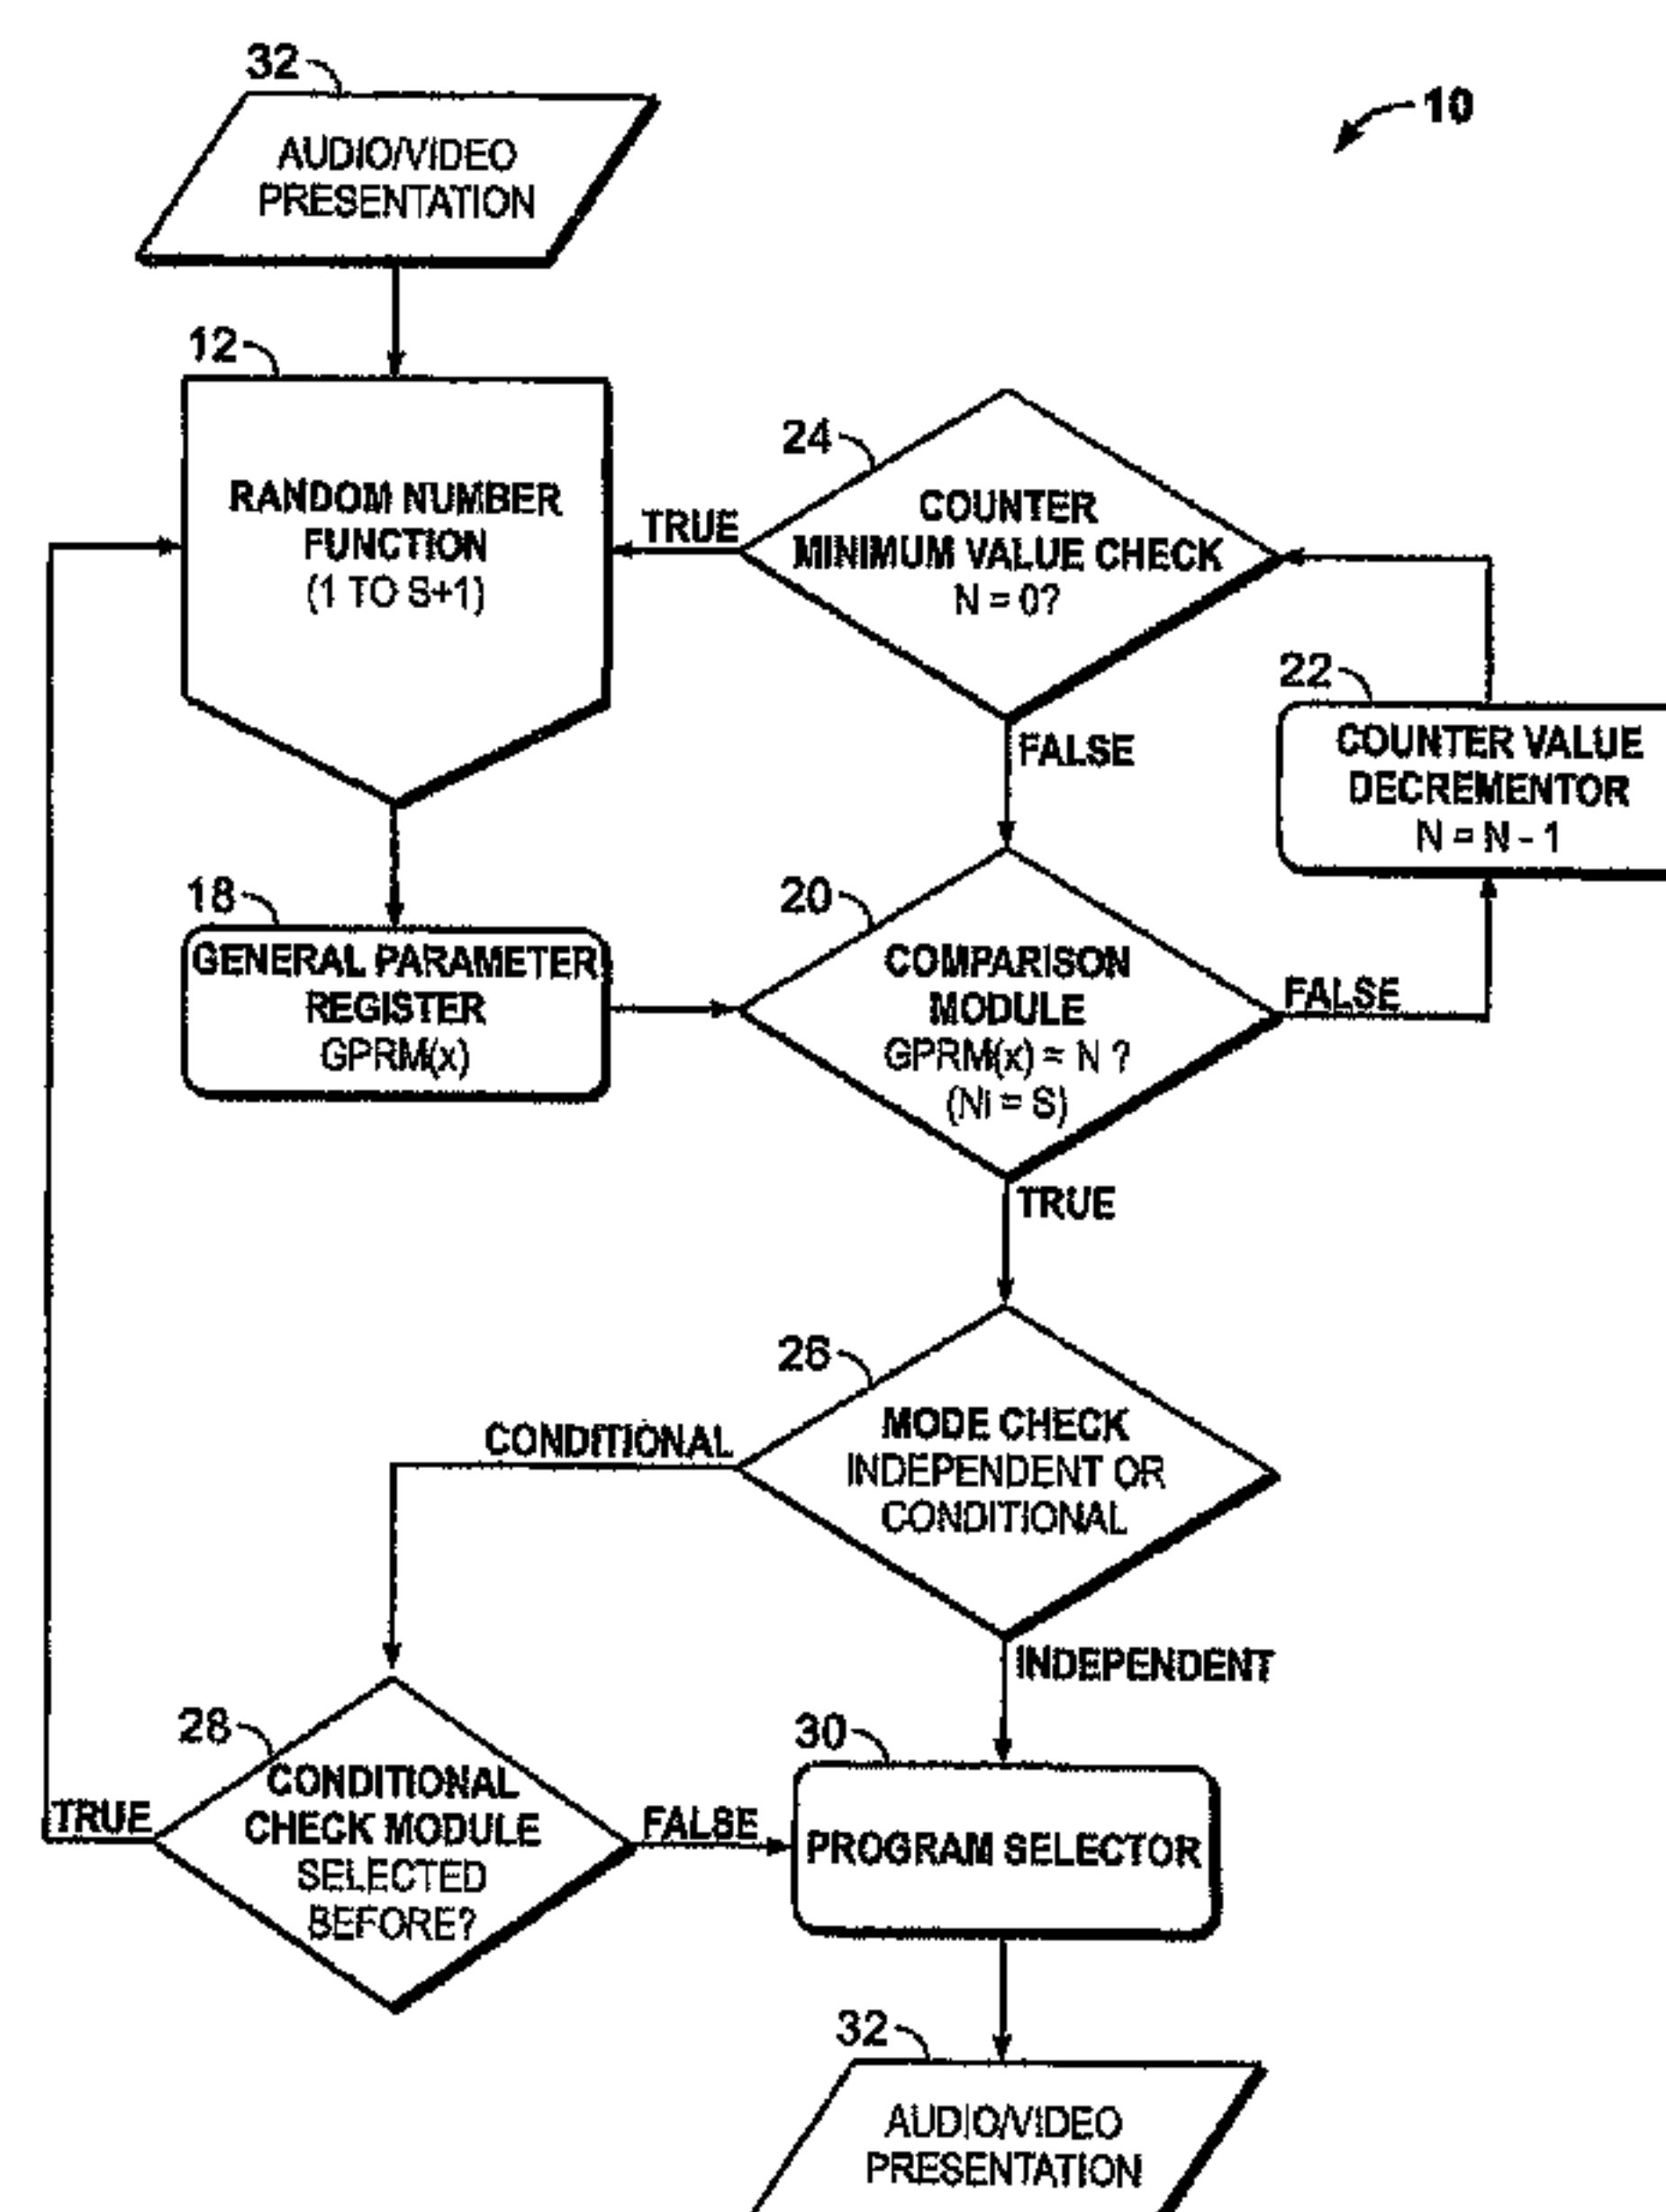 32
AUDIO/VIDEO
PRESENTATION
10
12
RANDOM NUMBER
FUNCTION
(1 TO S+1)
24
COUNTER
MINIMUM VALUE CHECK
N = 0?
TRUE
FALSE
22
COUNTER VALUE
DECREMENTOR
N = N - 1
18
GENERAL PARAMETER
REGISTER
GPRM(x)
20
COMPARISON
MODULE
GPRM(x) = N ?
(Ni = S)
FALSE
TRUE
26
MODE CHECK
INDEPENDENT OR
CONDITIONAL
CONDITIONAL
INDEPENDENT
28
CONDITIONAL
CHECK MODULE
SELECTED
BEFORE?
TRUE
FALSE
30
PROGRAM SELECTOR
32
AUDIO/VIDEO
PRESENTATION